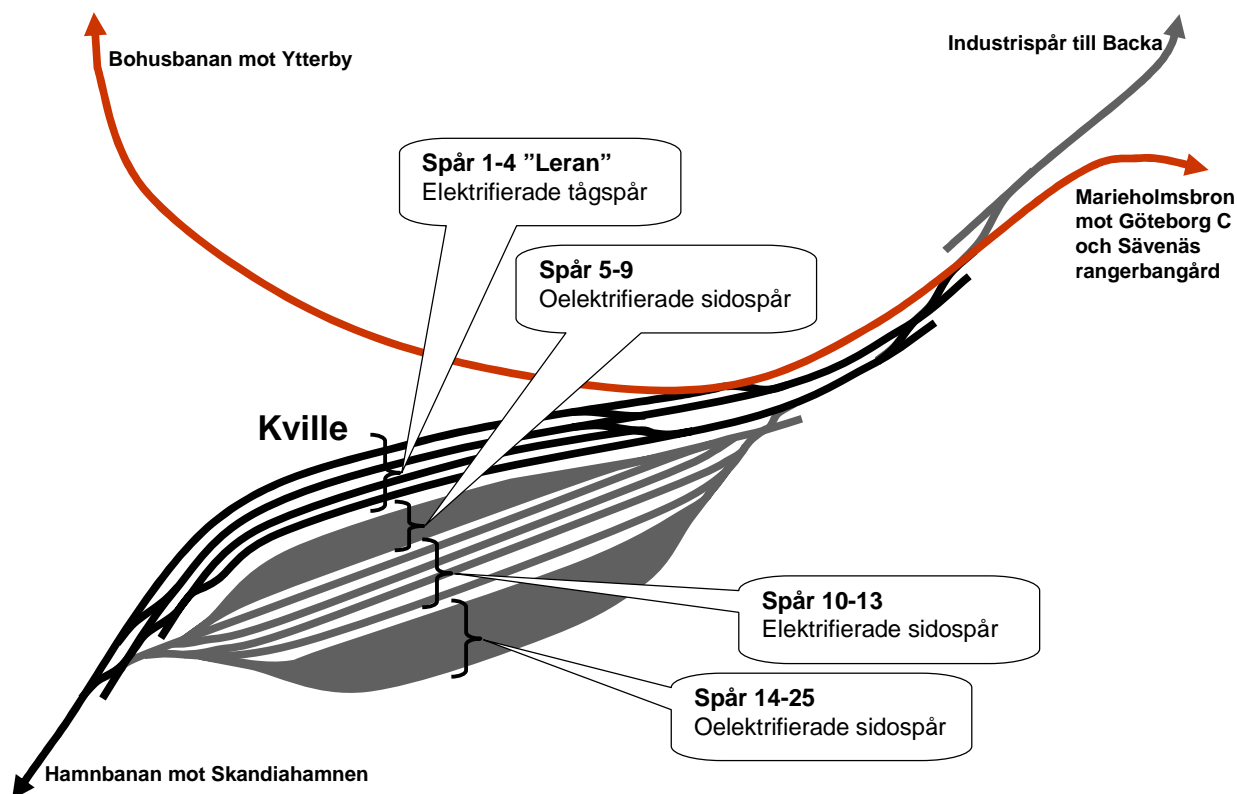 Bohusbanan mot Ytterby
Industrispår till Backa
Spår 1-4 ”Leran”
Elektrifierade tågspår
Marieholmsbron
mot Göteborg C
och Sävenäs
rangerbangård
Spår 5-9
Oelektrifierade sidospår
Kville
Spår 10-13
Elektrifierade sidospår
Spår 14-25
Oelektrifierade sidospår
Hamnbanan mot Skandiahamnen